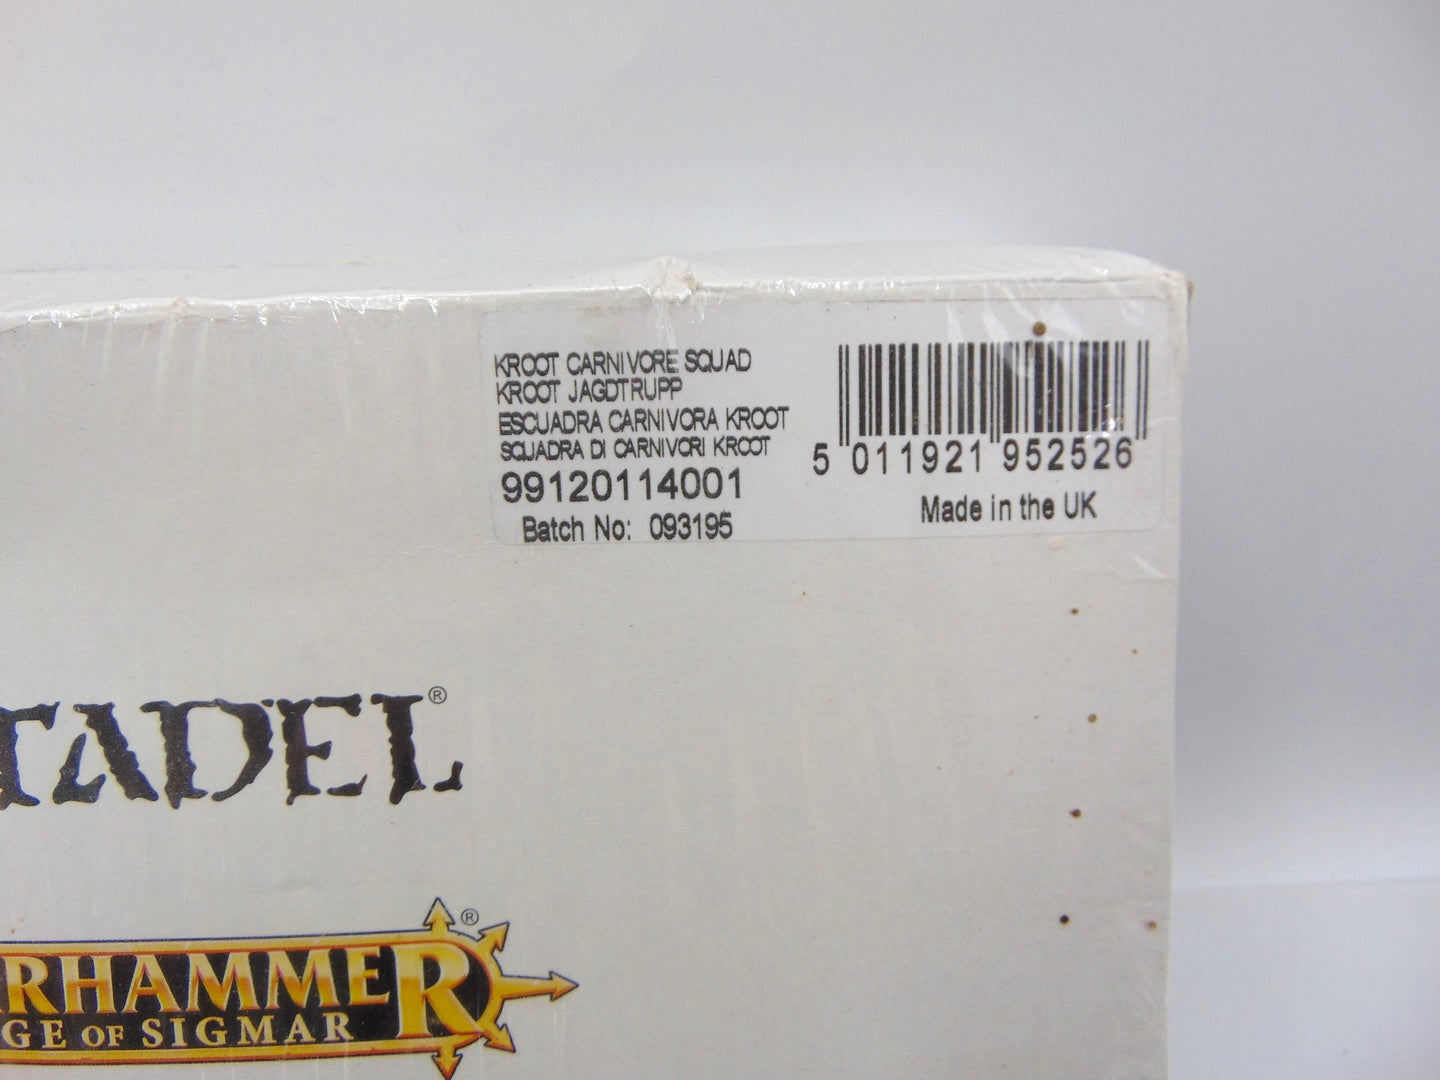 KROOT CARNIVORE SQUAD
KROOT JAGDTRUPP
ESCUADRA CARNIVORA KROOT
SQUADRA DI CARNIVORI KROOT
99120114001
Batch No: 093195
5 011921 952526
Made in the UK
TADEL®
RHAMMER®
GE OF SIGMAR